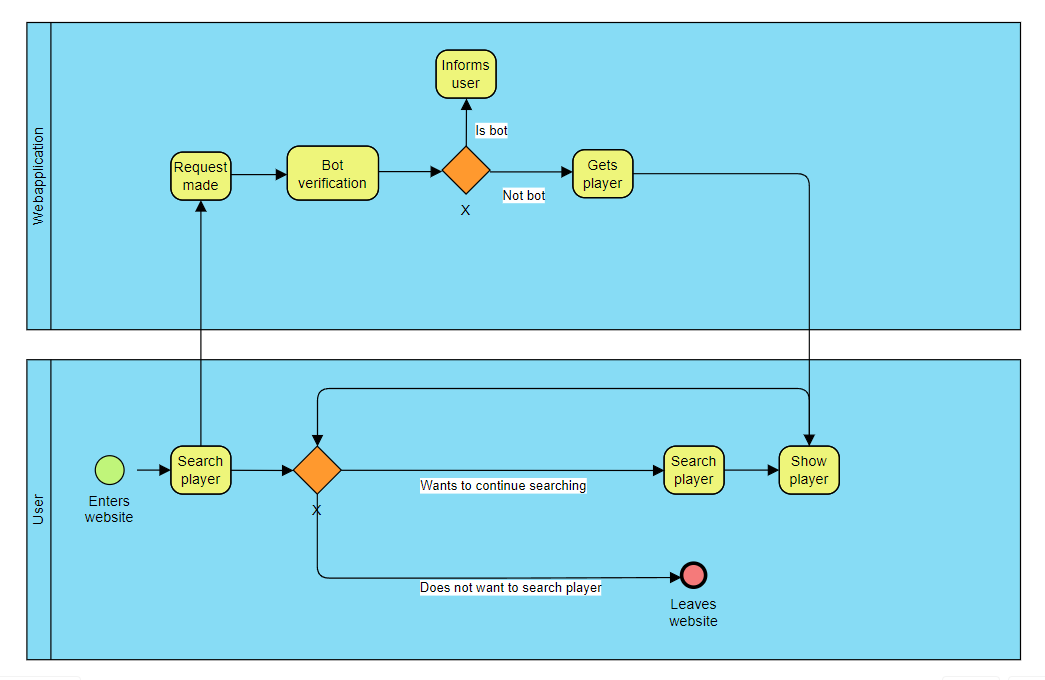 Webapplication
Informs
user
Is bot
Request
made
Bot
verification
Gets
player
Not bot
X
User
Enters
website
Search
player
X
Wants to continue searching
Search
player
Show
player
Does not want to search player
Leaves
website